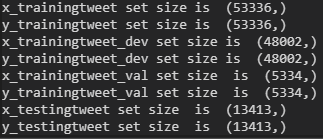 x_trainingtweet set size is (53336,)
y_trainingtweet set size is (53336,)
x_trainingtweet_dev set size is (48002,)
y_trainingtweet_dev set size is (48002,)
x_trainingtweet_val set size is (5334,)
y_trainingtweet_val set size is (5334,)
x_testingtweet set size is (13413,)
y_testingtweet set size is (13413,)